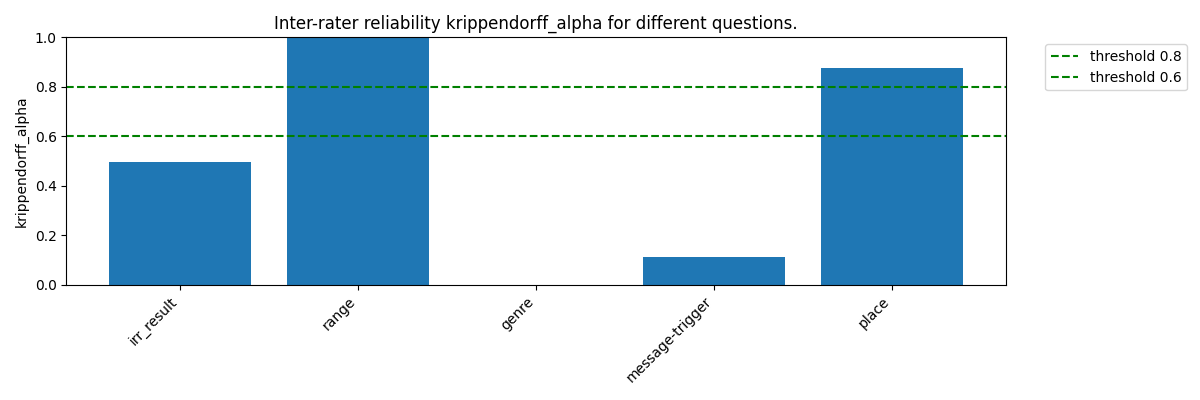 Inter-rater reliability krippendorff_alpha for different questions.
krippendorff_alpha
1.0
0.8
0.6
0.4
0.2
0.0
irr_result
range
genre
message-trigger
place
threshold 0.8
threshold 0.6